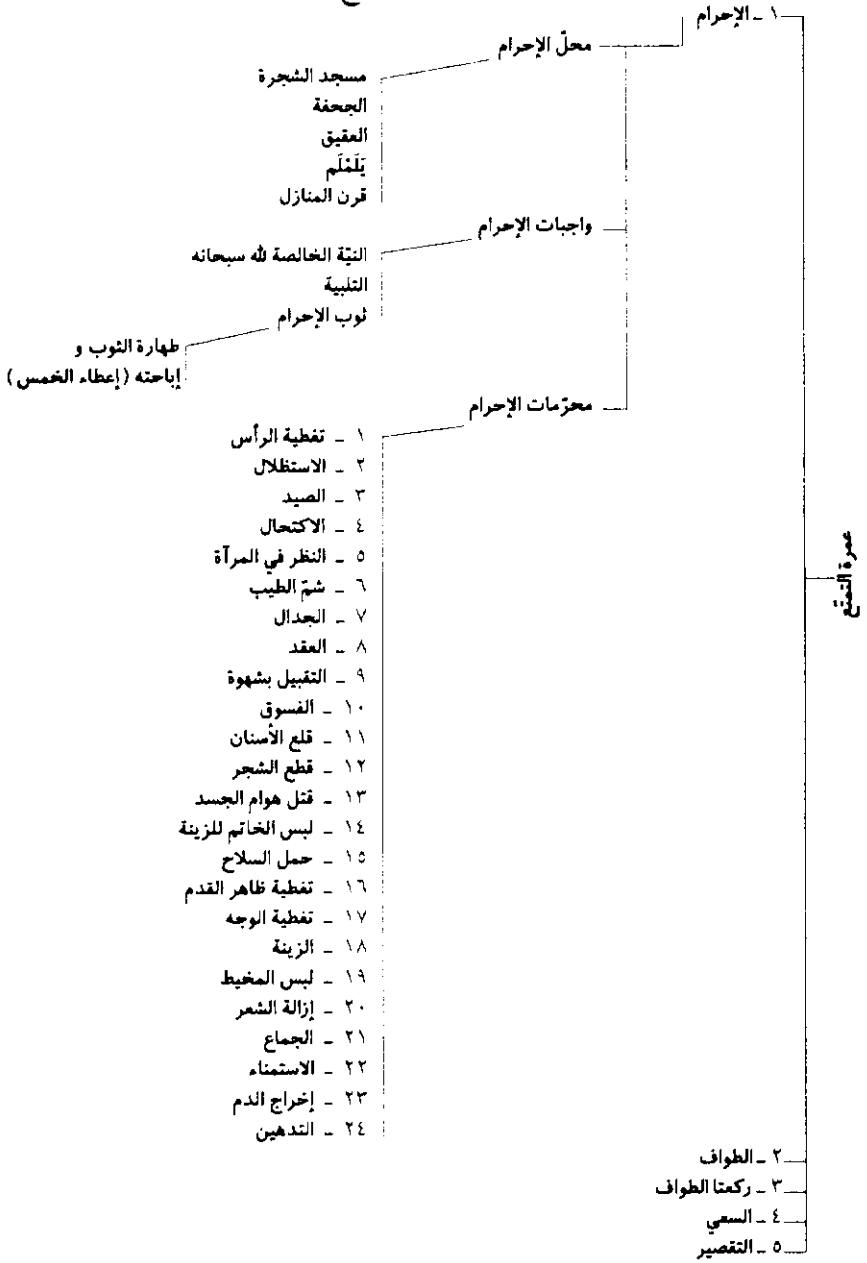 ١ ـ الإحرام
محلّ الإحرام
مسجد الشجرة
الجحفة
العقيق
يَلَمْلَم
قرن المنازل
واجبات الإحرام
النيّة الخالصة لله سبحانه
التلبية
ثوب الإحرام
طهارة الثوب و
إباحته (إعطاء الخمس)
محرّمات الإحرام
١ ـ تغطية الرأس
٢ ـ الاستظلال
٣ ـ الصيد
٤ ـ الاكتحال
٥ ـ النظر في المرآة
٦ ـ شمّ الطيب
٧ ـ الجدال
٨ ـ العقد
٩ ـ التقبيل بشهوة
١٠ ـ الفسوق
١١ ـ قلع الأسنان
١٢ ـ قطع الشجر
١٣ ـ قتل هوام الجسد
١٤ ـ لبس الخاتم للزينة
١٥ ـ حمل السلاح
١٦ ـ تغطية ظاهر القدم
١٧ ـ تغطية الوجه
١٨ ـ الزينة
١٩ ـ لبس المخيط
٢٠ ـ إزالة الشعر
٢١ ـ الجماع
٢٢ ـ الاستمناء
٢٣ ـ إخراج الدم
٢٤ ـ التدهين
عمرة التمتّع
٢ ـ الطواف
٣ ـ ركعتا الطواف
٤ ـ السعي
٥ ـ التقصير